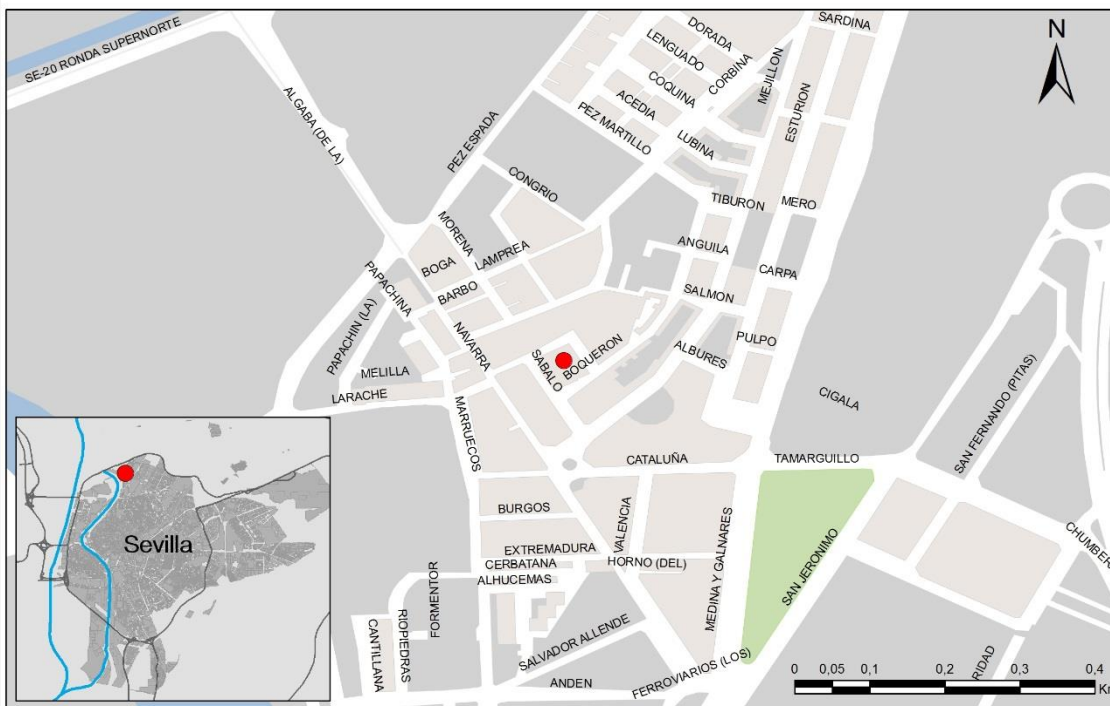 SARDINA
DORADA
N
LENGUADO
CORBINA
SE-20 RONDA SUPERNORTE
MEJILLON
COQUINA
ESTURION
ACEDIA
ALGABA (DE LA)
PEZ ESPADA
PEZ MARTILLO
LUBINA
CONGRIO
TIBURON
MERO
MORENA
ANGUILA
LAMPREA
BOGA
CARPA
PAPACHINA
BARBO
SALMON
PAPACHIN (LA)
NAVARRA
PULPO
SABALO
BOQUERON
ALBURES
MELILLA
LARACHE
CIGALA
SAN FERNANDO (PITAS)
MARRUECOS
CATALUÑA
TAMARGUILLO
BURGOS
VALENCIA
MEDINA Y GALNARES
CHUMBER
Sevilla
EXTREMADURA
CERBATANA
HORNO (DEL)
SAN JERONIMO
ALHUCEMAS
FORMENTOR
RIOPIEDRAS
CANTILLANA
SALVADOR ALLENDE
FERROVIARIOS (LOS)
ANDEN
RIDAD
0 0,05 0,1 0,2 0,3 0,4
Km